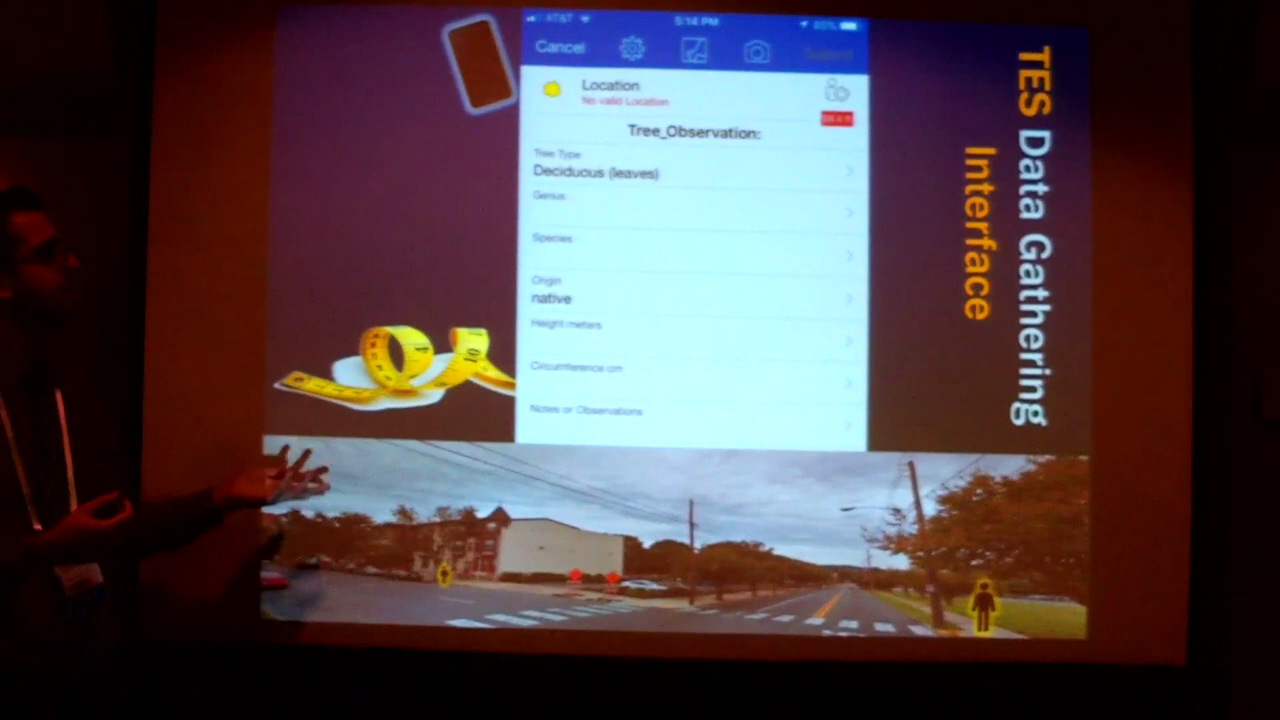 TES Data Gathering
Interface
AT&T 5:14 PM
Cancel
Location
No valid Location
Tree_Observation:
Tree Type
Deciduous (leaves)
Genus
Species
Origin
native
Height meters
Circumference cm
Notes or Observations